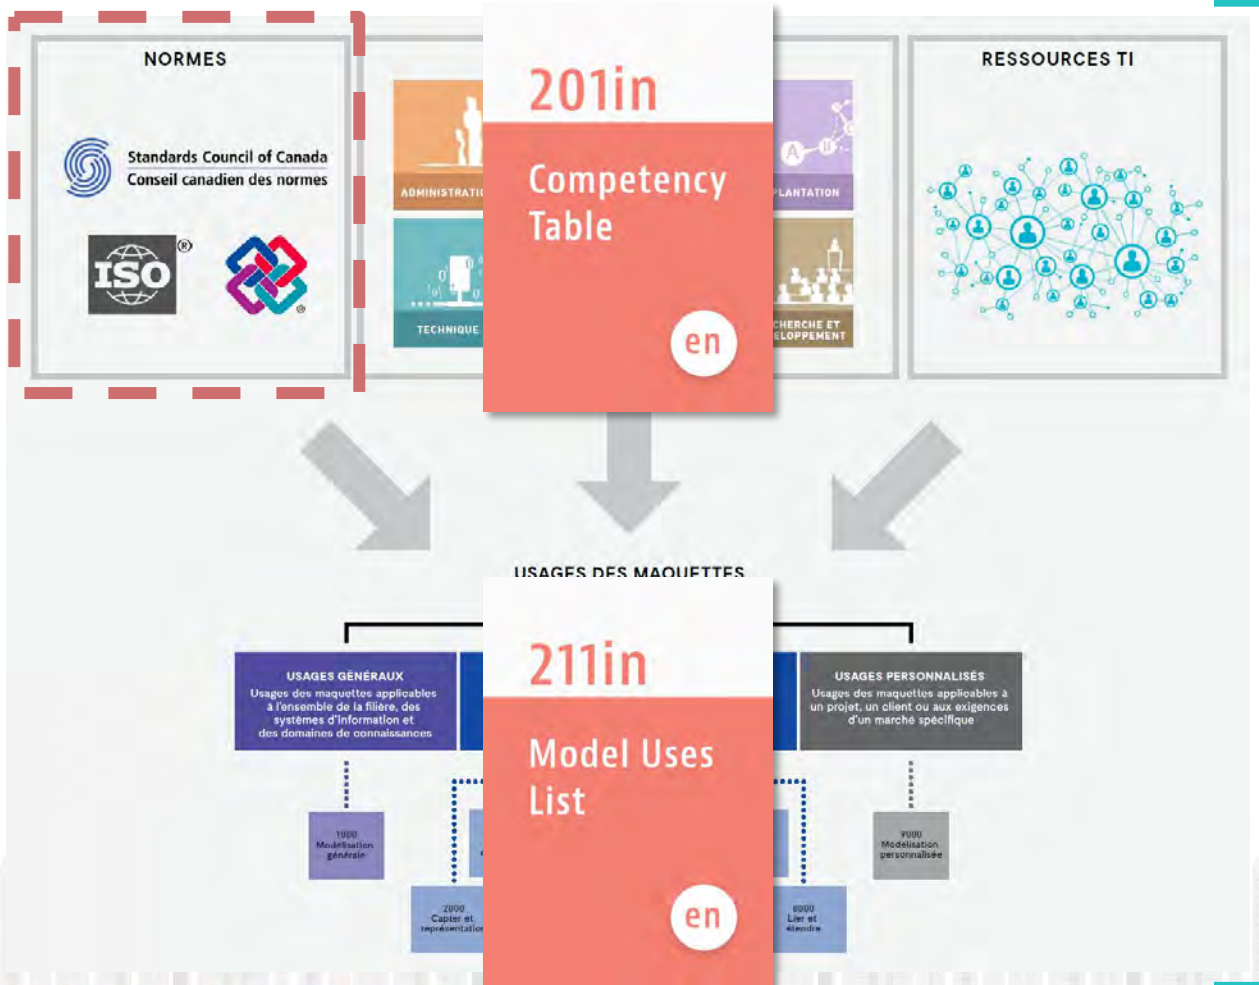 NORMES
Standards Council of Canada
Conseil canadien des normes
ISO
®
®
ADMINISTRATIO
TECHNIQUE
201in
Competency
Table
en
PLANTATION
CHERCHE ET
ELOPPEMENT
RESSOURCES TI
USAGES DES MAQUETTES
USAGES GÉNÉRAUX
Usages des maquettes applicables
à l'ensemble de la filière, des
systèmes d'information et
des domaines de connaissances
211in
Model Uses
List
en
USAGES PERSONNALISÉS
Usages des maquettes applicables à
un projet, un client ou aux exigences
d'un marché spécifique
1000
Modélisation
générale
9000
Modélisation
personnalisée
2000
Capter et
représentation
8000
Lier et
étendre